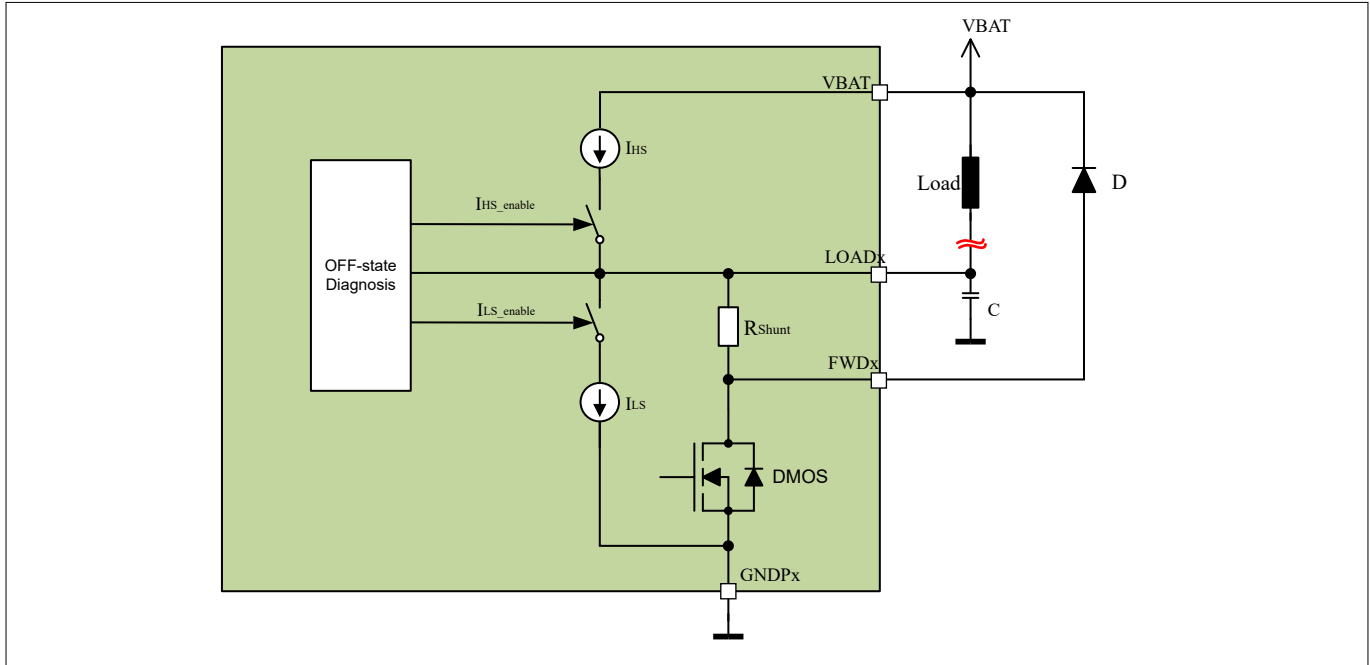 VBAT
VBAT
IHS
Load
D
IHS_enable
LOADx
OFF-state
Diagnosis
ILS_enable
C
RShunt
FWDx
ILS
DMOS
GNDPx